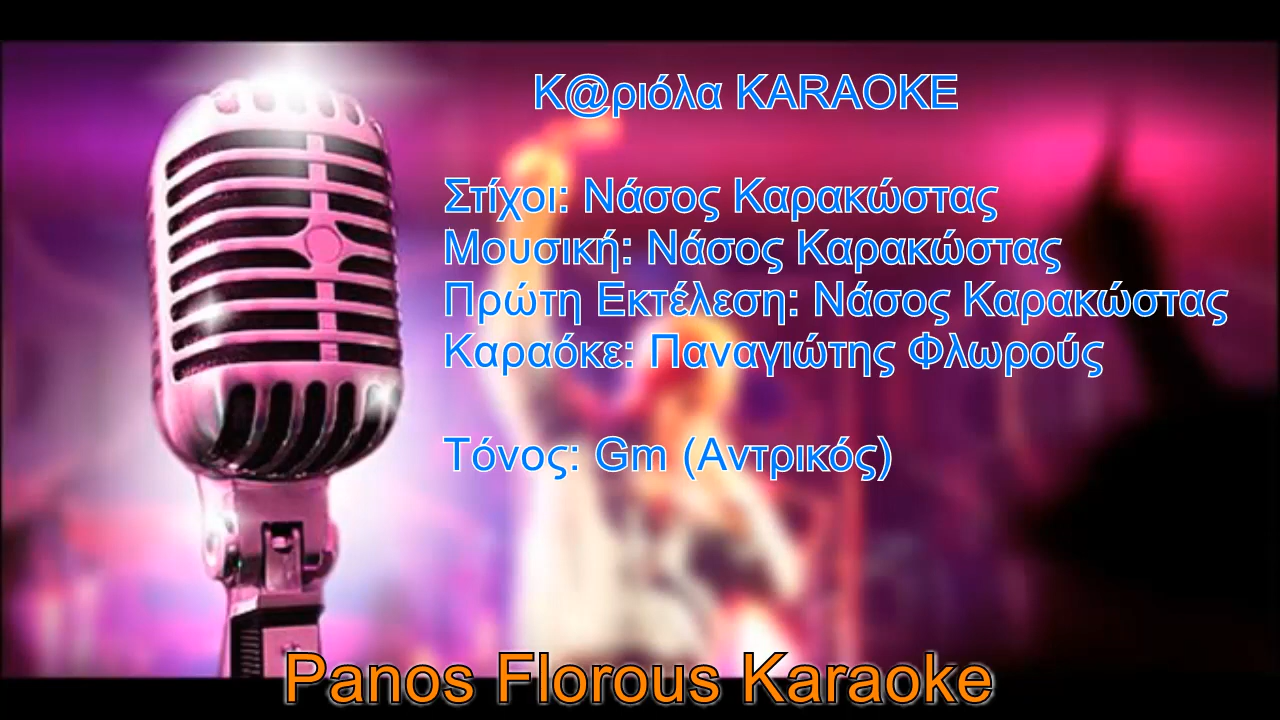 Κ@ριόλα KARAOKE
Στίχοι: Νάσος Καρακώστας
Μουσική: Νάσος Καρακώστας
Πρώτη Εκτέλεση: Νάσος Καρακώστας
Καραόκε: Παναγιώτης Φλωρούς
Τόνος: Gm (Αντρικός)
Panos Florous Karaoke